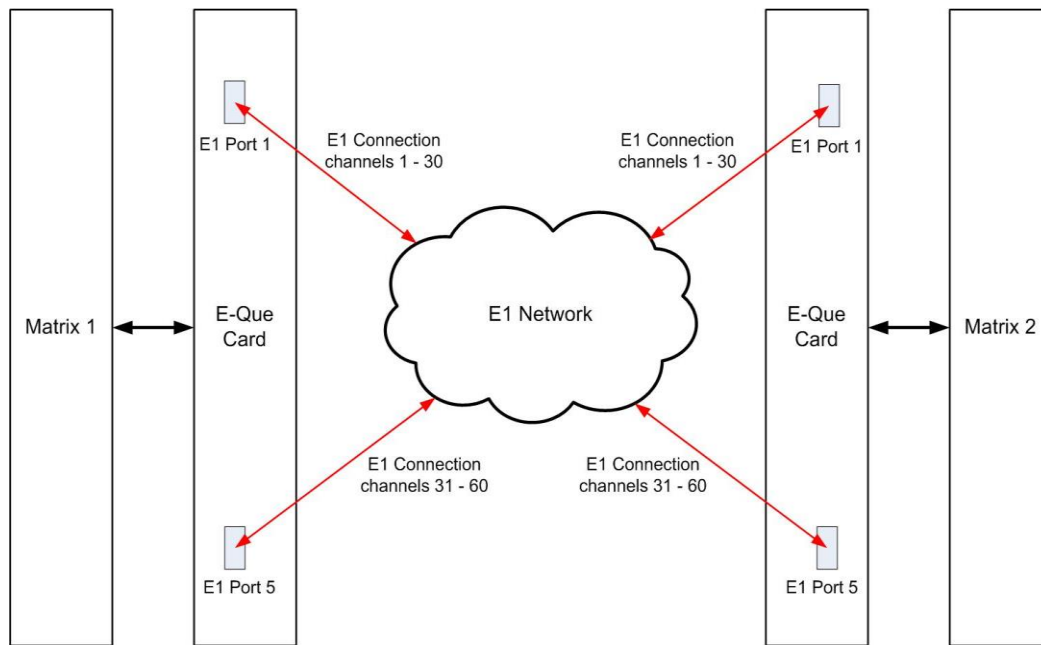 E1 Port 1
E1 Connection
channels 1 - 30
E1 Connection
channels 1 - 30
E1 Port 1
Matrix 1
E-Que
Card
E1 Network
E-Que
Card
Matrix 2
E1 Connection
channels 31 - 60
E1 Connection
channels 31 - 60
E1 Port 5
E1 Port 5